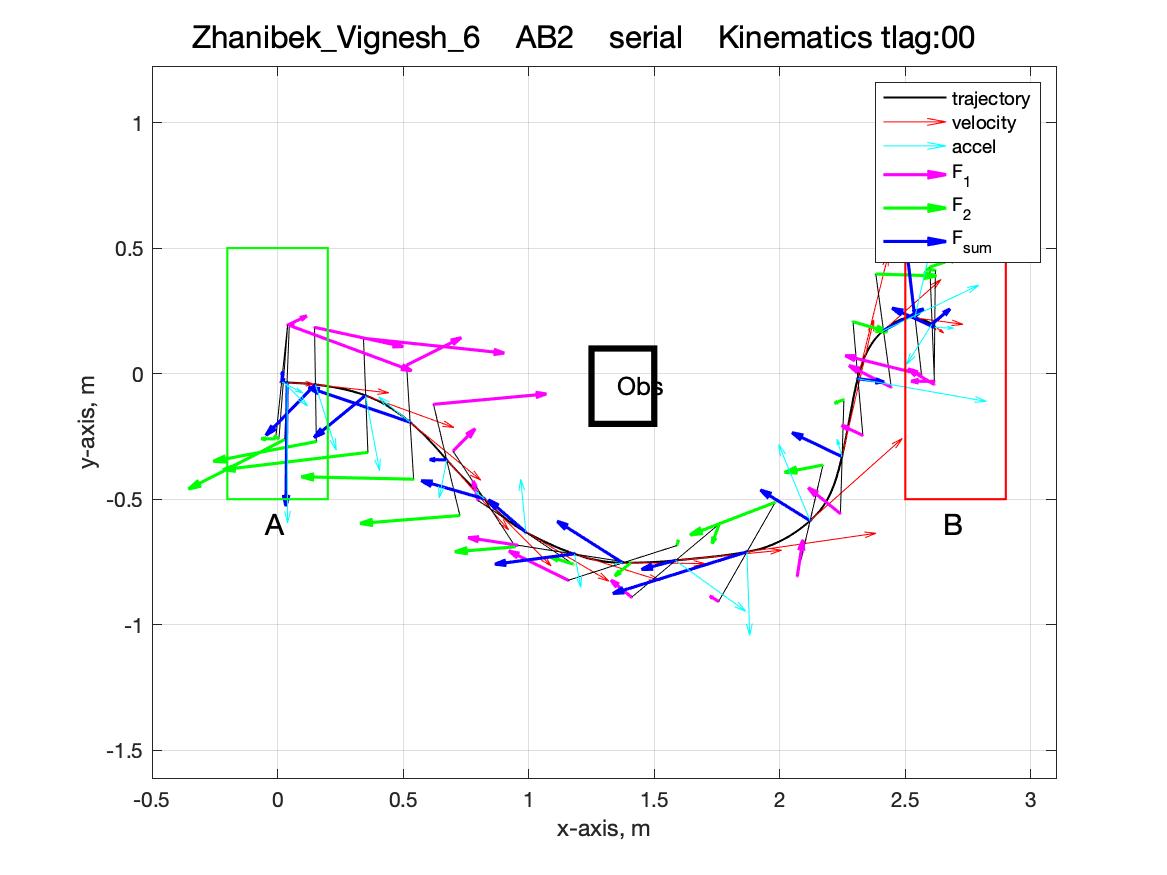 Zhanibek_Vignesh_6 AB2 serial Kinematics tlag:00
trajectory
velocity
accel
F1
F2
Fsum
1
0.5
0
-0.5
-1
-1.5
y-axis, m
Obs
A
B
-0.5 0 0.5 1 1.5 2 2.5 3
x-axis, m